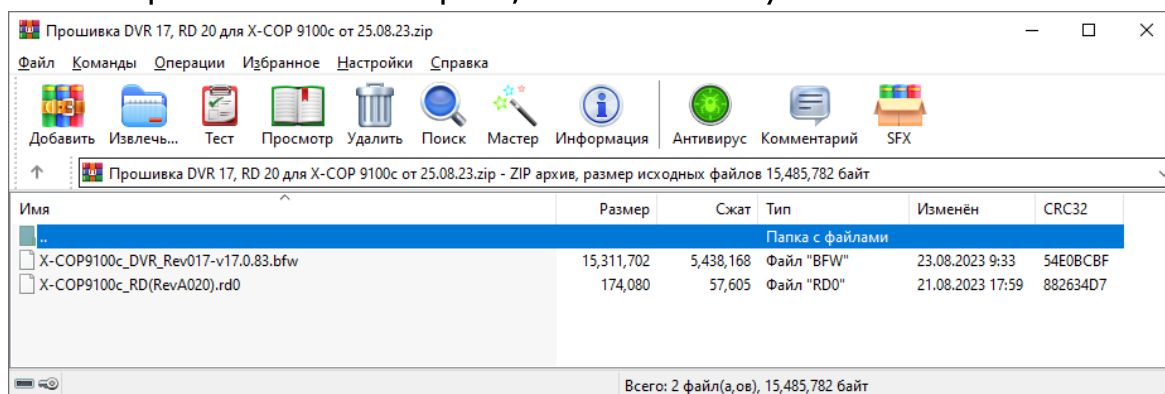 Прошивка DVR 17, RD 20 для X-COP 9100c от 25.08.23.zip
Файл Команды Операции Избранное Настройки Справка
Добавить Извлечь... Тест Просмотр Удалить Поиск Мастер Информация Антивирус Комментарий SFX
Прошивка DVR 17, RD 20 для X-COP 9100c от 25.08.23.zip - ZIP архив, размер исходных файлов 15,485,782 байт
Имя Размер Сжат Тип Изменён CRC32
.. Папка с файлами
X-COP9100c_DVR_Rev017-v17.0.83.bfw 15,311,702 5,438,168 Файл "BFW" 23.08.2023 9:33 54E0BCBF
X-COP9100c_RD(RevA020).rd0 174,080 57,605 Файл "RD0" 21.08.2023 17:59 882634D7
Всего: 2 файл(а,ов), 15,485,782 байт